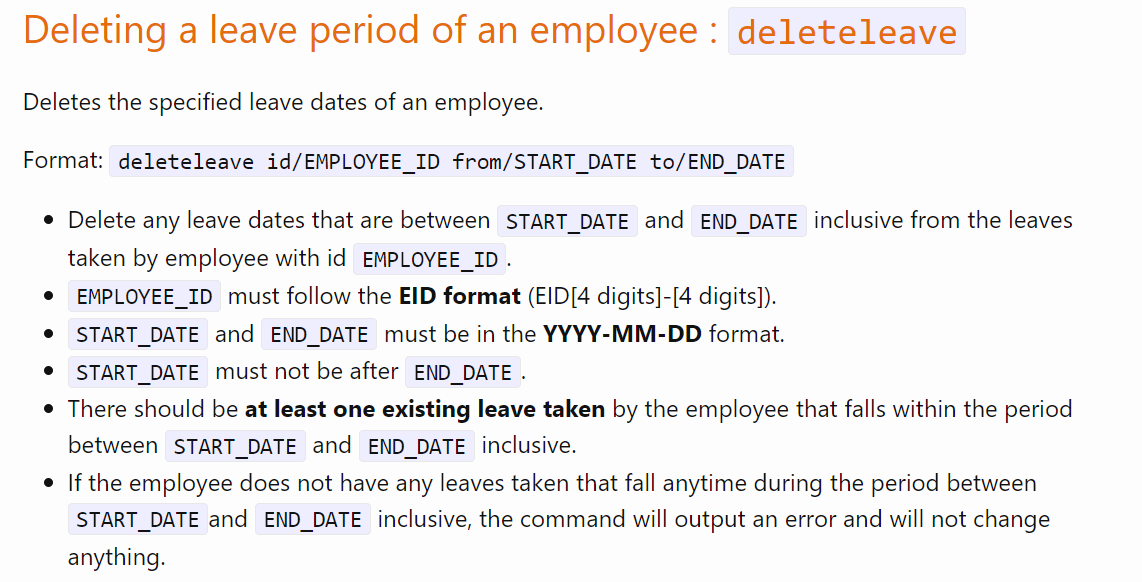 Deleting a leave period of an employee : deleteleave
Deletes the specified leave dates of an employee.
Format: deleteleave id/EMPLOYEE_ID from/START_DATE to/END_DATE
• Delete any leave dates that are between START_DATE and END_DATE inclusive from the leaves
taken by employee with id EMPLOYEE_ID.
• EMPLOYEE_ID must follow the EID format (EID[4 digits]-[4 digits]).
• START_DATE and END_DATE must be in the YYYY-MM-DD format.
• START_DATE must not be after END_DATE.
• There should be at least one existing leave taken by the employee that falls within the period
between START_DATE and END_DATE inclusive.
• If the employee does not have any leaves taken that fall anytime during the period between
START_DATE and END_DATE inclusive, the command will output an error and will not change
anything.